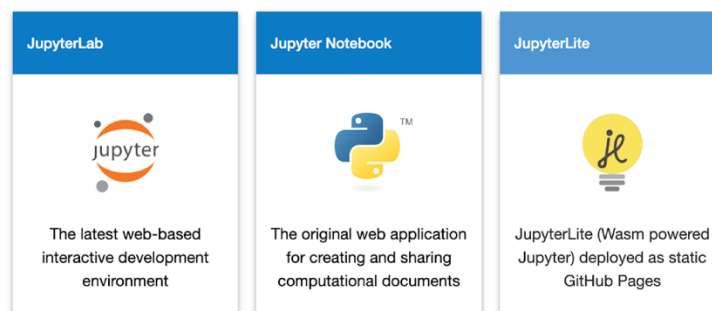 JupyterLab
jupyter
The latest web-based
interactive development
environment
Jupyter Notebook
TM
The original web application
for creating and sharing
computational documents
JupyterLite
jl
JupyterLite (Wasm powered
Jupyter) deployed as static
GitHub Pages